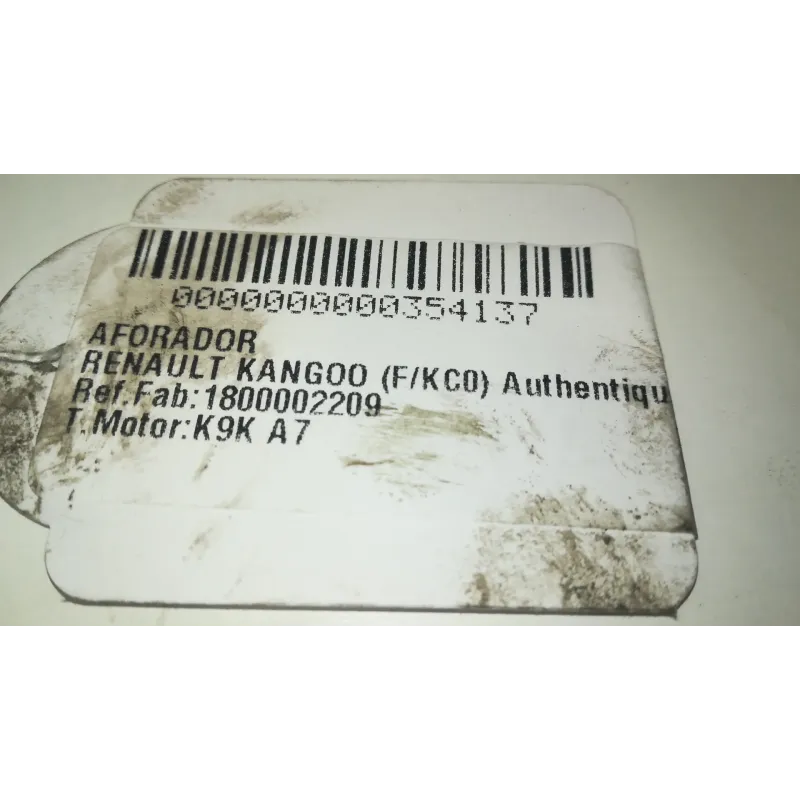 0000000000354137
AFORADOR
RENAULT KANGOO (F/KC0) Authentiqu
Ref.Fab:1800002209
T.Motor:K9K A7